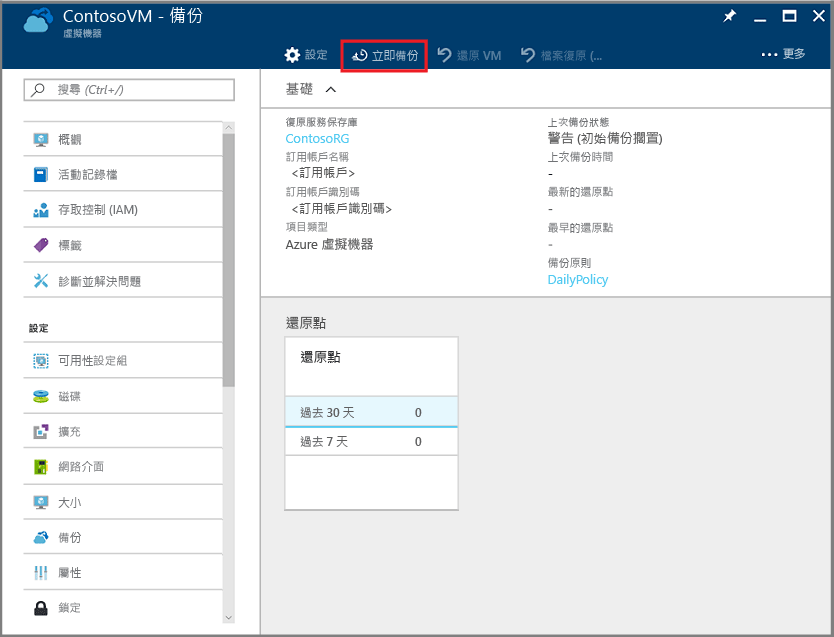 ContosoVM - 備份
虛擬機器
設定 立即備份 還原 VM 檔案復原 (... ••• 更多
搜尋 (Ctrl+/)
概觀
活動記錄檔
存取控制 (IAM)
標籤
診斷並解決問題
設定
可用性設定組
磁碟
擴充
網路介面
大小
備份
屬性
鎖定
基礎
復原服務保存庫
ContosoRG
訂用帳戶名稱
<訂用帳戶>
訂用帳戶識別碼
<訂用帳戶識別碼>
項目類型
Azure 虛擬機器
上次備份狀態
警告 (初始備份擱置)
上次備份時間
-
最新的還原點
-
最早的還原點
-
備份原則
DailyPolicy
還原點
還原點
過去 30 天 0
過去 7 天 0